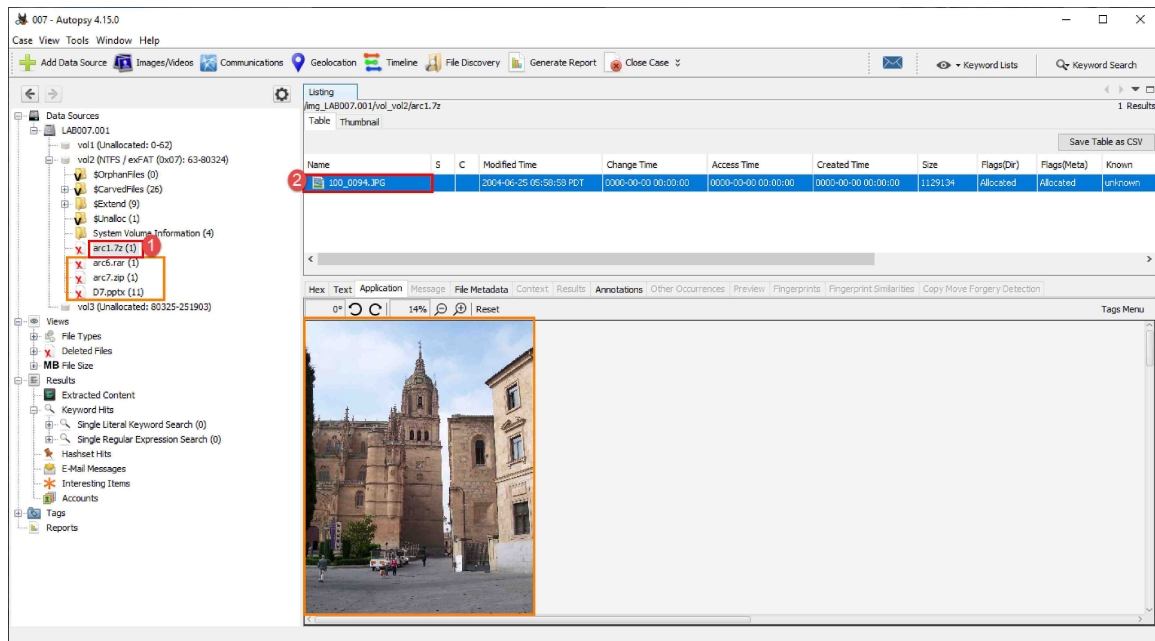 007 - Autopsy 4.15.0
Case View Tools Window Help
Add Data Source Images/Videos Communications Geolocation Timeline File Discovery Generate Report Close Case Keyword Lists Keyword Search
Listing
/img_LAB007.001/vol_vol2/arc1.7z 1 Results
Table Thumbnail
Save Table as CSV
Name S C Modified Time Change Time Access Time Created Time Size Flags(Dir) Flags(Meta) Known
2 100_0094.JPG 2004-06-25 05:58:58 PDT 0000-00-00 00:00:00 0000-00-00 00:00:00 0000-00-00 00:00:00 1129134 Allocated Allocated unknown
Data Sources
LAB007.001
vol1 (Unallocated: 0-62)
vol2 (NTFS / exFAT (0x07): 63-80324)
$OrphanFiles (0)
$CarvedFiles (26)
$Extend (9)
$Unalloc (1)
System Volume Information (4)
arc1.7z (1) 1
arc6.rar (1)
arc7.zip (1)
D7.pptx (11)
vol3 (Unallocated: 80325-251903)
Views
File Types
Deleted Files
MB File Size
Results
Extracted Content
Keyword Hits
Single Literal Keyword Search (0)
Single Regular Expression Search (0)
Hashset Hits
E-Mail Messages
Interesting Items
Accounts
Tags
Reports
Hex Text Application Message File Metadata Context Results Annotations Other Occurrences Preview Fingerprints Fingerprint Similarities Copy Move Forgery Detection
0° 14% Reset Tags Menu